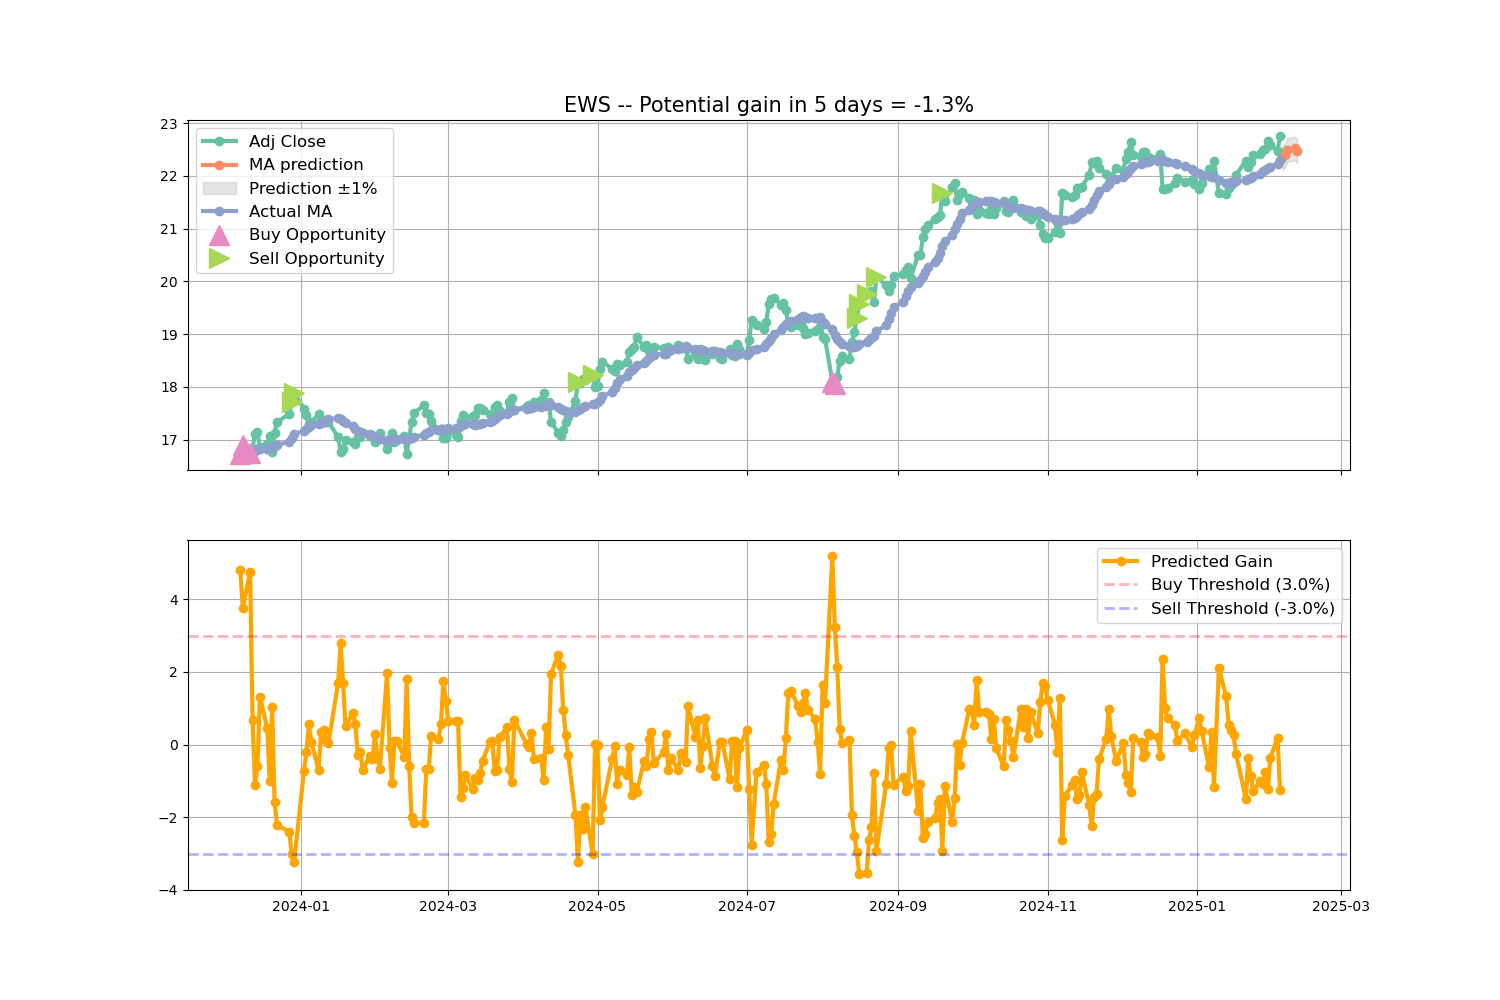 EWS -- Potential gain in 5 days = -1.3%
23
22
21
20
19
18
17
Adj Close
MA prediction
Prediction ±1%
Actual MA
Buy Opportunity
Sell Opportunity
4
2
0
−2
−4
Predicted Gain
Buy Threshold (3.0%)
Sell Threshold (-3.0%)
2024-01
2024-03
2024-05
2024-07
2024-09
2024-11
2025-01
2025-03